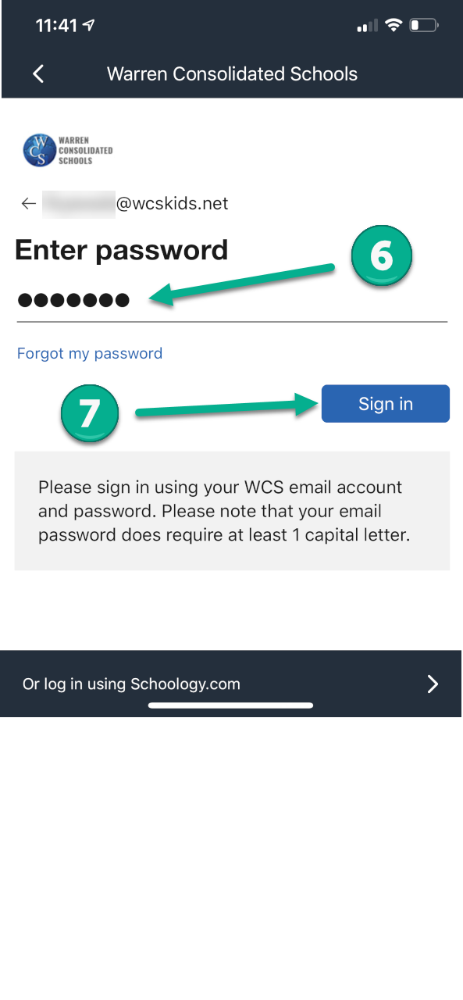 11:41
Warren Consolidated Schools
WCS
WARREN
CONSOLIDATED
SCHOOLS
@wcskids.net
Enter password
6
Forgot my password
7
Sign in
Please sign in using your WCS email account
and password. Please note that your email
password does require at least 1 capital letter.
Or log in using Schoology.com